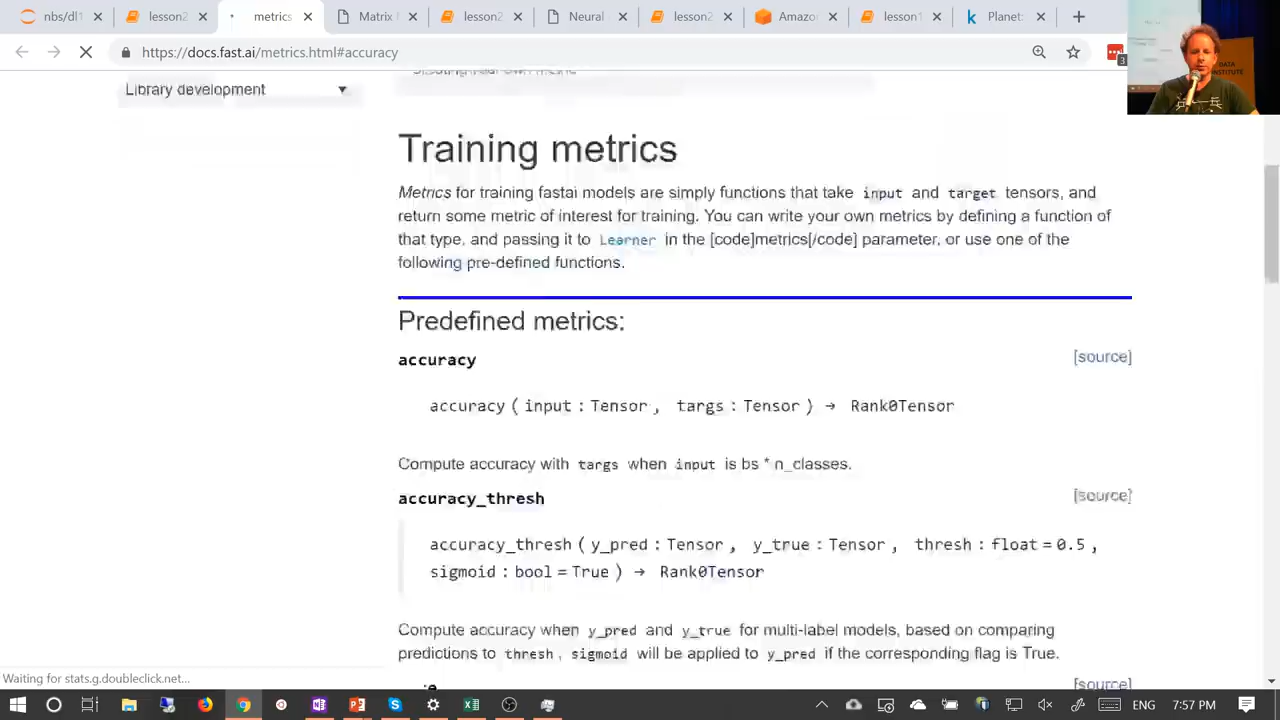 nbs/dl1
lesson2
metrics
Matrix
lesson2
Neural
lesson2
Amazo
lesson1
Planet:
https://docs.fast.ai/metrics.html#accuracy
3
DATA
INSTITUTE
Library development
Training metrics
Metrics for training fastai models are simply functions that take input and target tensors, and
return some metric of interest for training. You can write your own metrics by defining a function of
that type, and passing it to Learner in the [code]metrics[/code] parameter, or use one of the
following pre-defined functions.
Predefined metrics:
accuracy
[source]
accuracy ( input : Tensor , targs : Tensor ) → Rank0Tensor
Compute accuracy with targs when input is bs * n_classes.
accuracy_thresh
[source]
accuracy_thresh ( y_pred : Tensor , y_true : Tensor , thresh : float = 0.5 ,
sigmoid : bool = True ) → Rank0Tensor
Compute accuracy when y_pred and y_true for multi-label models, based on comparing
predictions to thresh , sigmoid will be applied to y_pred if the corresponding flag is True.
[source]
Waiting for stats.g.doubleclick.net...
ENG
7:57 PM